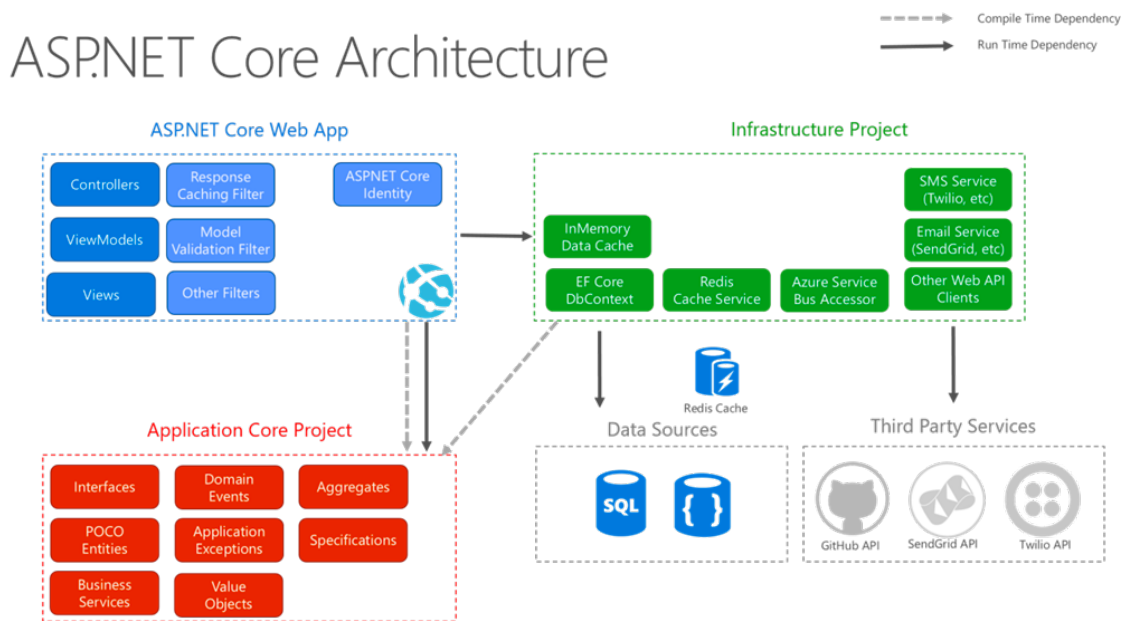 Compile Time Dependency
Run Time Dependency
ASP.NET Core Architecture
ASP.NET Core Web App
Controllers
Response
Caching Filter
ASP.NET Core
Identity
ViewModels
Model
Validation Filter
Views
Other Filters
Infrastructure Project
SMS Service
(Twilio, etc)
InMemory
Data Cache
Email Service
(SendGrid, etc)
EF Core
DbContext
Redis
Cache Service
Azure Service
Bus Accessor
Other Web API
Clients
Redis Cache
Application Core Project
Interfaces
Domain
Events
Aggregates
POCO
Entities
Application
Exceptions
Specifications
Business
Services
Value
Objects
Data Sources
SQL
{ }
Third Party Services
GitHub API
SendGrid API
Twilio API